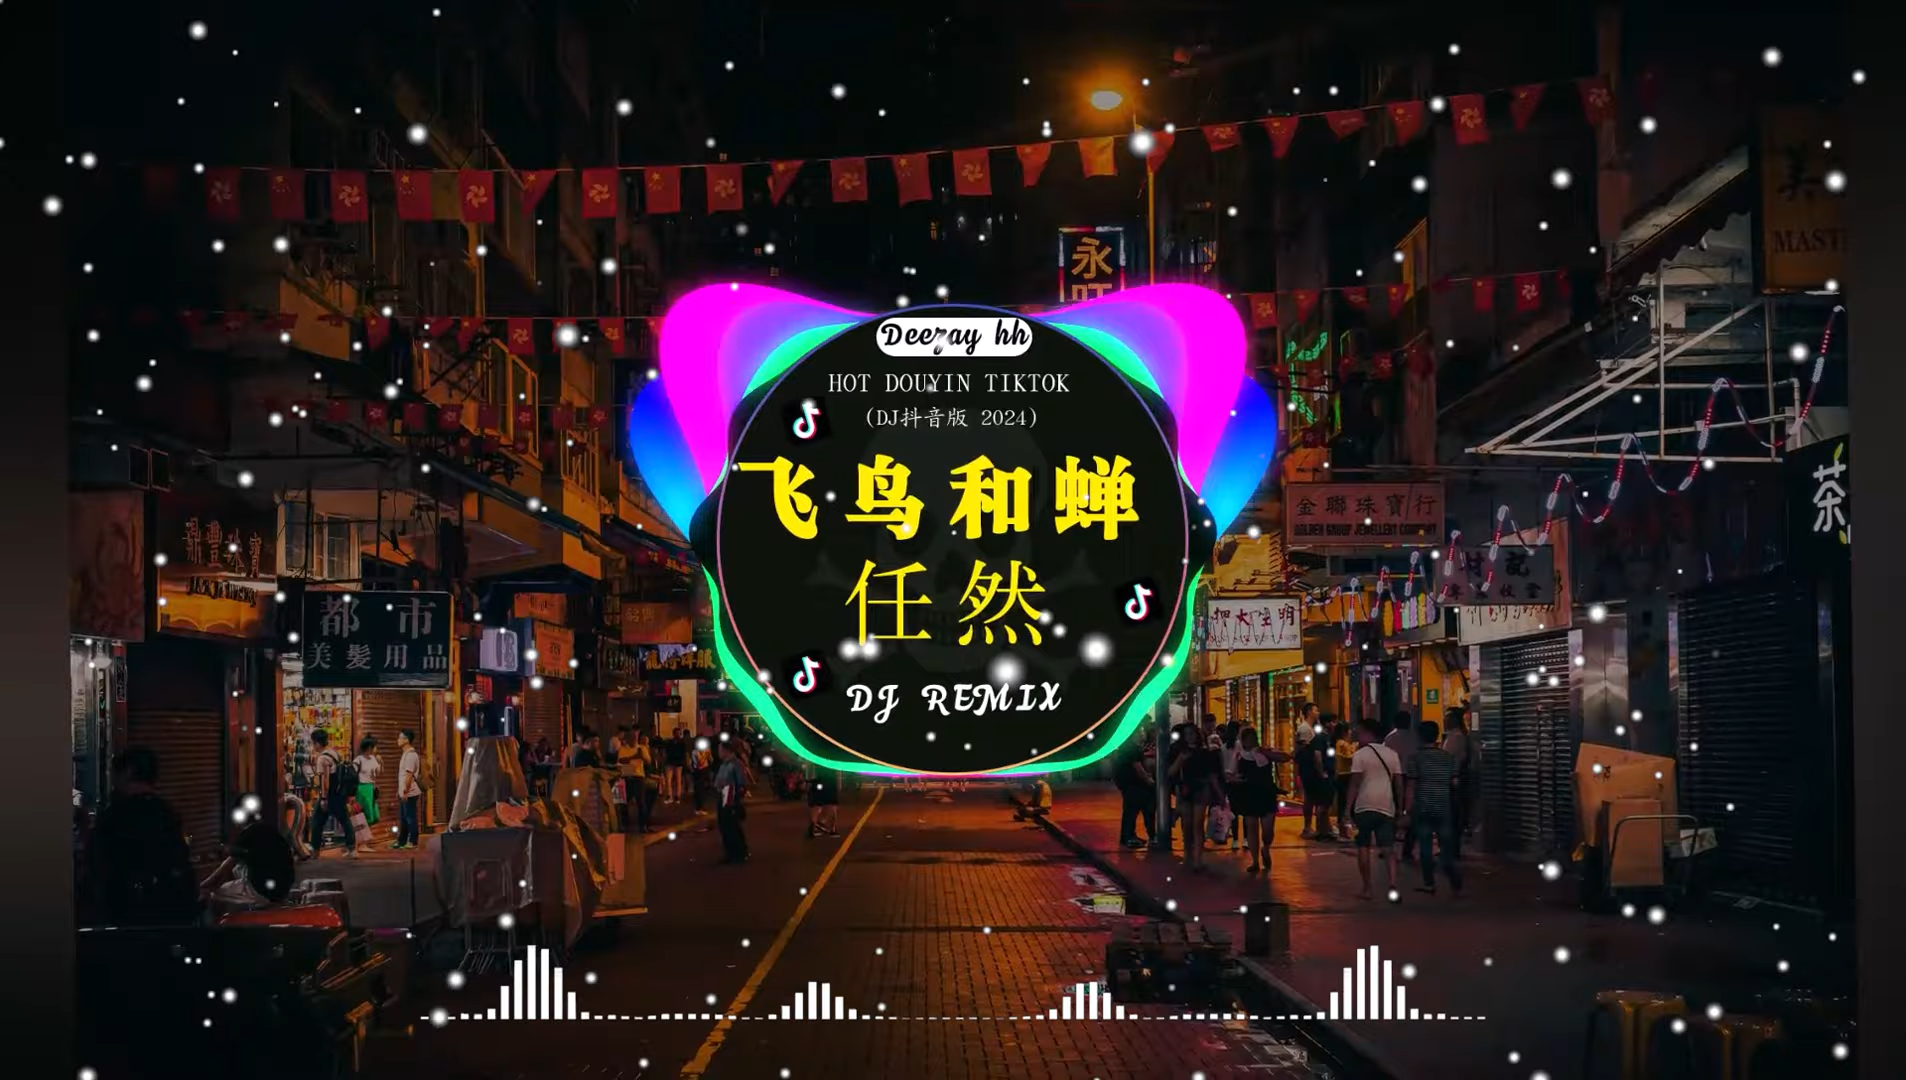 永
Deezay hh
HOT DOUYIN TIKTOK
(DJ抖音版 2024)
飞鸟和蝉
任然
DJ REMIX
金聯珠寶行
GOLDEN GROUP JEWELLERY COMPANY
茶
都市
美髮用品